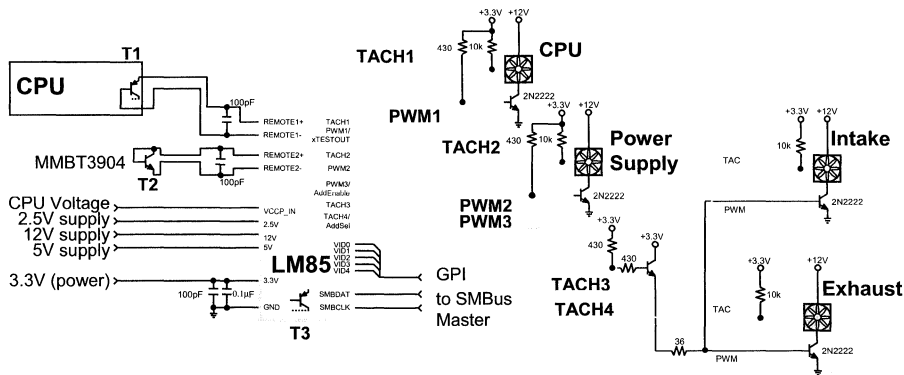 T1
CPU
100pF
REMOTE1+
REMOTE1-
MMBT3904
T2
REMOTE2+
REMOTE2-
100pF
CPU Voltage
2.5V supply
12V supply
5V supply
3.3V (power)
VCCP_IN
2.5V
12V
5V
3.3V
GND
100pF
0.1µF
TACH1
PWM1/
xTESTOUT
TACH2
PWM2
PWM3/
AddEnable
TACH3
TACH4/
AddSel
VID0
VID1
VID2
VID3
VID4
LM85
SMBDAT
SMBCLK
T3
GPI
to SMBus
Master
+3.3V
+12V
430
10k
CPU
TACH1
2N2222
PWM1
+3.3V
+12V
TACH2
430
10k
Power
Supply
2N2222
PWM2
PWM3
+3.3V
430
430
+3.3V
TACH3
TACH4
36
+3.3V
+12V
Intake
10k
TAC
2N2222
PWM
+3.3V
+12V
Exhaust
10k
TAC
2N2222
PWM